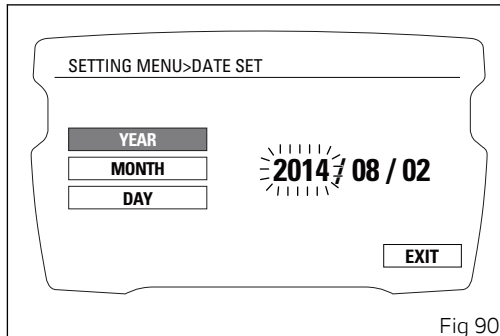 SETTING MENU>DATE SET
YEAR
MONTH
DAY
2014 / 08 / 02
EXIT
Fig 90